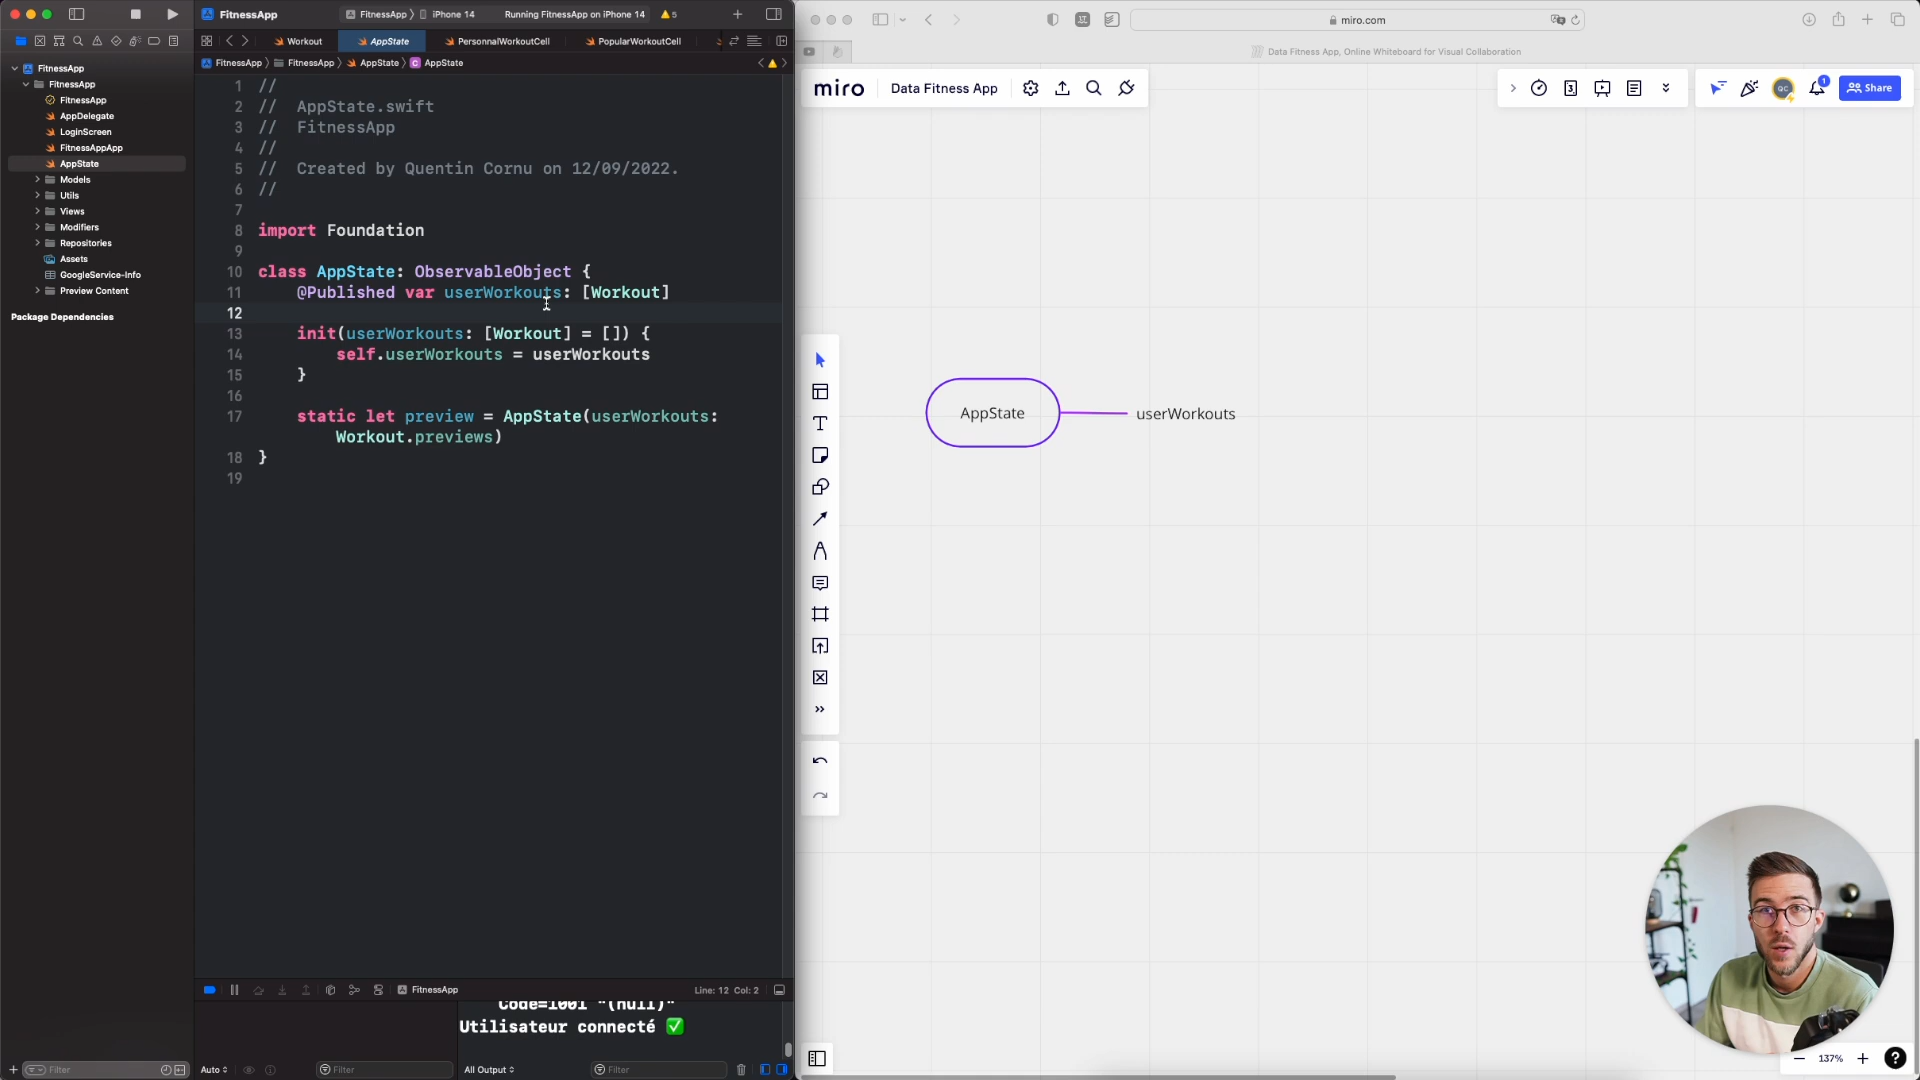 FitnessApp
FitnessApp 〉 iPhone 14
Running FitnessApp on iPhone 14
5
Workout
AppState
PersonnalWorkoutCell
PopularWorkoutCell
FitnessApp 〉 FitnessApp 〉 AppState 〉 C AppState
FitnessApp
FitnessApp
FitnessApp
AppDelegate
LoginScreen
FitnessAppApp
AppState
Models
Utils
Views
Modifiers
Repositories
Assets
GoogleService-Info
Preview Content
Package Dependencies
1 //
2 // AppState.swift
3 // FitnessApp
4 //
5 // Created by Quentin Cornu on 12/09/2022.
6 //
7
8 import Foundation
9
10 class AppState: ObservableObject {
11 @Published var userWorkouts: [Workout]
12
13 init(userWorkouts: [Workout] = []) {
14 self.userWorkouts = userWorkouts
15 }
16
17 static let preview = AppState(userWorkouts:
Workout.previews)
18 }
19
FitnessApp
Line: 12 Col: 2
Code=1001 "(null)"
Utilisateur connecté ✅
Filter
Auto
Filter
All Output
Filter
miro.com
Data Fitness App, Online Whiteboard for Visual Collaboration
miro
Data Fitness App
QC
1
Share
AppState
userWorkouts
137%